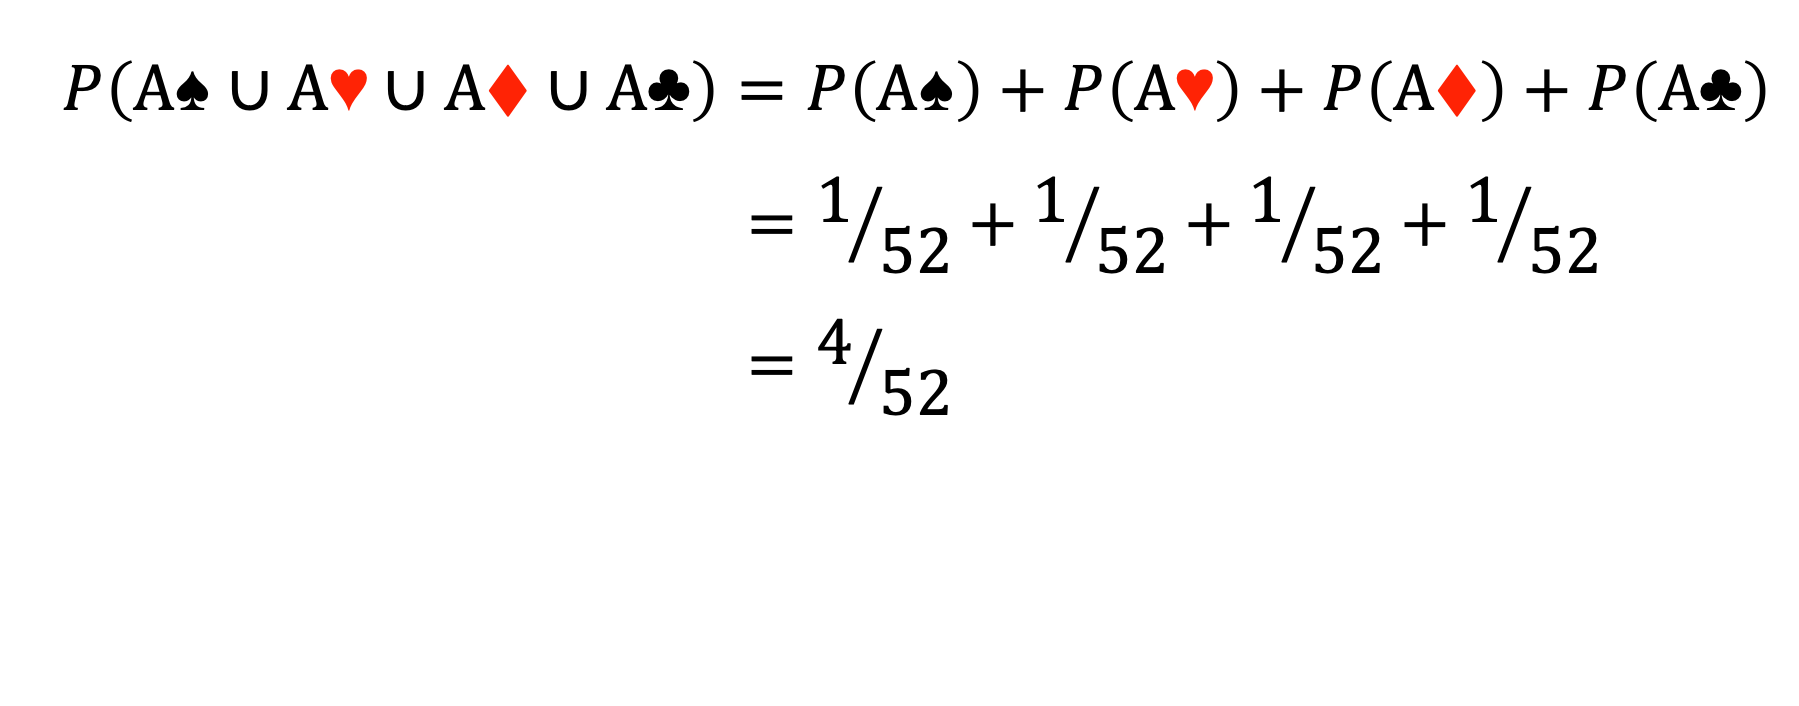 P(A♠ ∪ A♥ ∪ A♦ ∪ A♣) = P(A♠) + P(A♥) + P(A♦) + P(A♣)
= 1/52 + 1/52 + 1/52 + 1/52
= 4/52